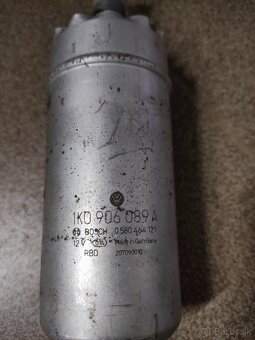 1KD 906 089 A
BOSCH 0 580 464 121
12 V Made in Germany
RBD